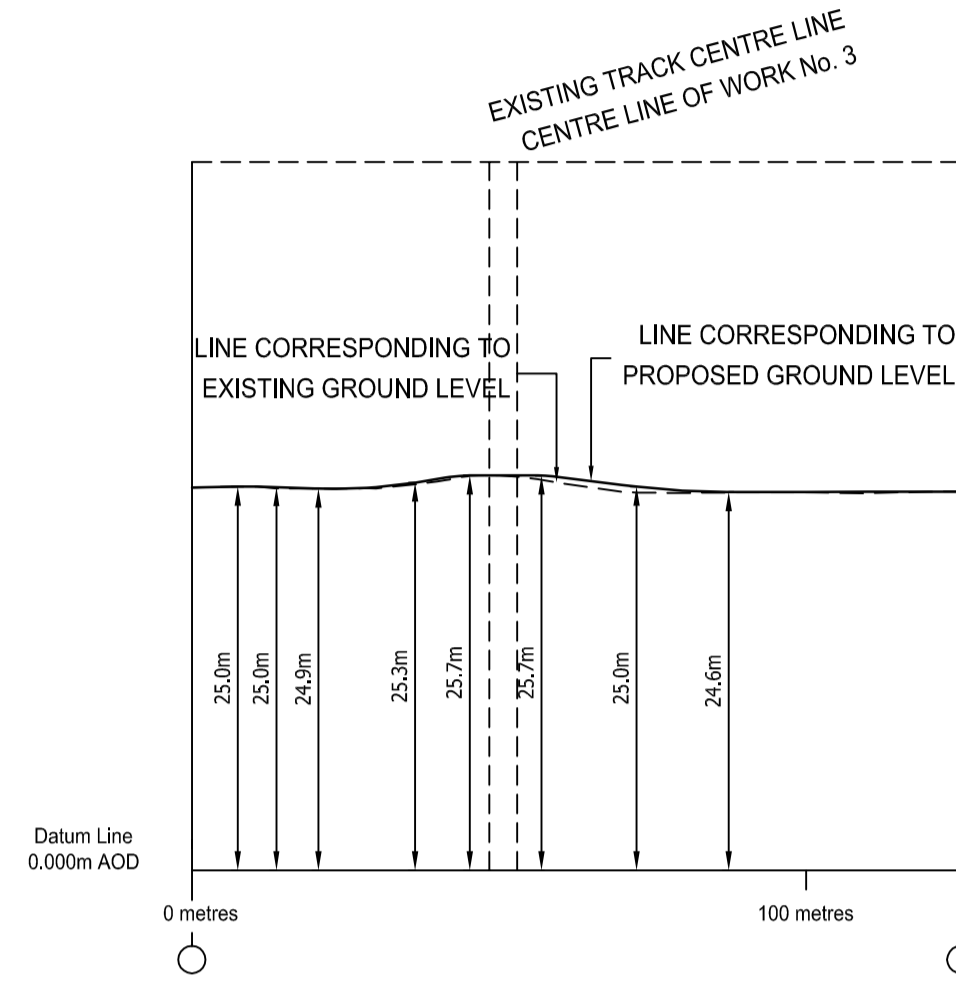 EXISTING TRACK CENTRE LINE
CENTRE LINE OF WORK No. 3
LINE CORRESPONDING TO
EXISTING GROUND LEVEL
LINE CORRESPONDING TO
PROPOSED GROUND LEVEL
25.0m
25.0m
24.9m
25.3m
25.7m
25.7m
25.0m
24.6m
Datum Line
0.000m AOD
0 metres
100 metres